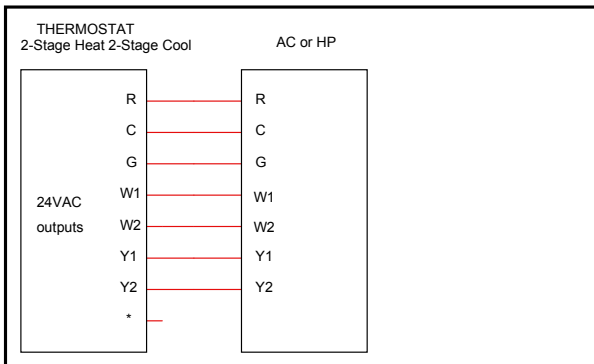 THERMOSTAT
2-Stage Heat 2-Stage Cool
AC or HP
R
R
C
C
G
G
W1
W1
24VAC
outputs
W2
W2
Y1
Y1
Y2
Y2
*